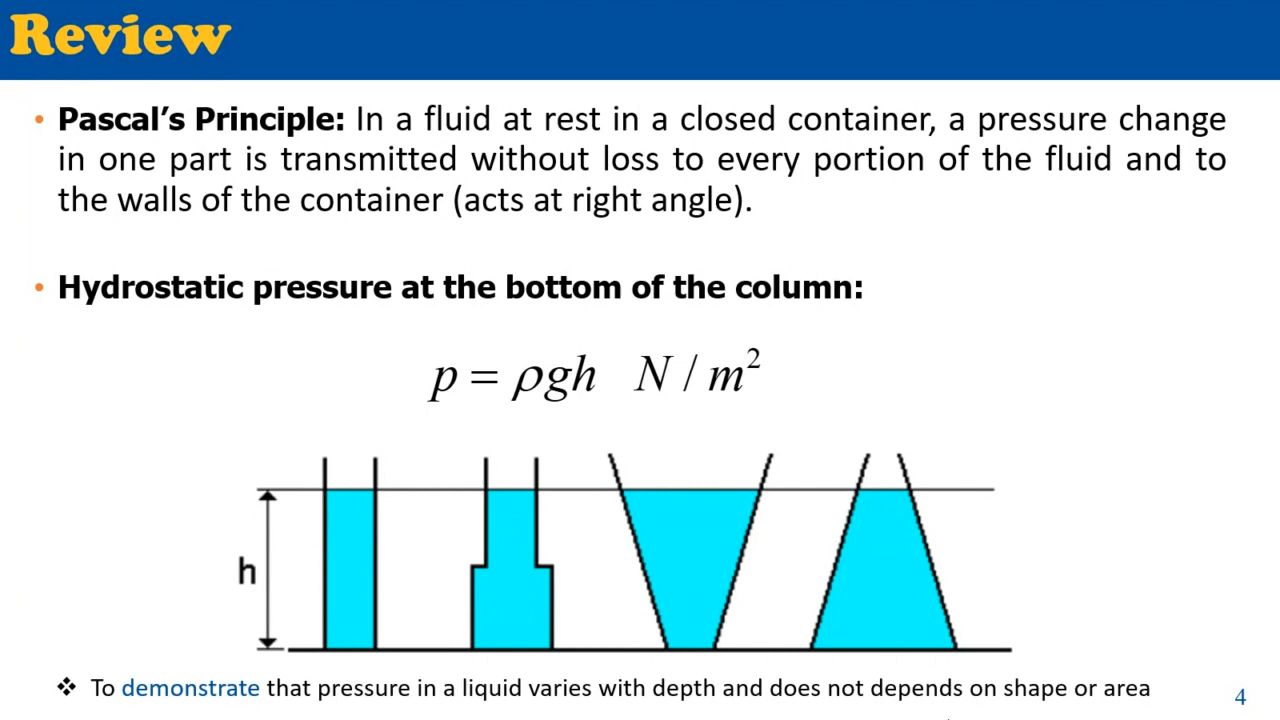 Review
• Pascal's Principle: In a fluid at rest in a closed container, a pressure change
in one part is transmitted without loss to every portion of the fluid and to
the walls of the container (acts at right angle).
• Hydrostatic pressure at the bottom of the column:
p = ρgh N / m²
h
❖ To demonstrate that pressure in a liquid varies with depth and does not depends on shape or area
4